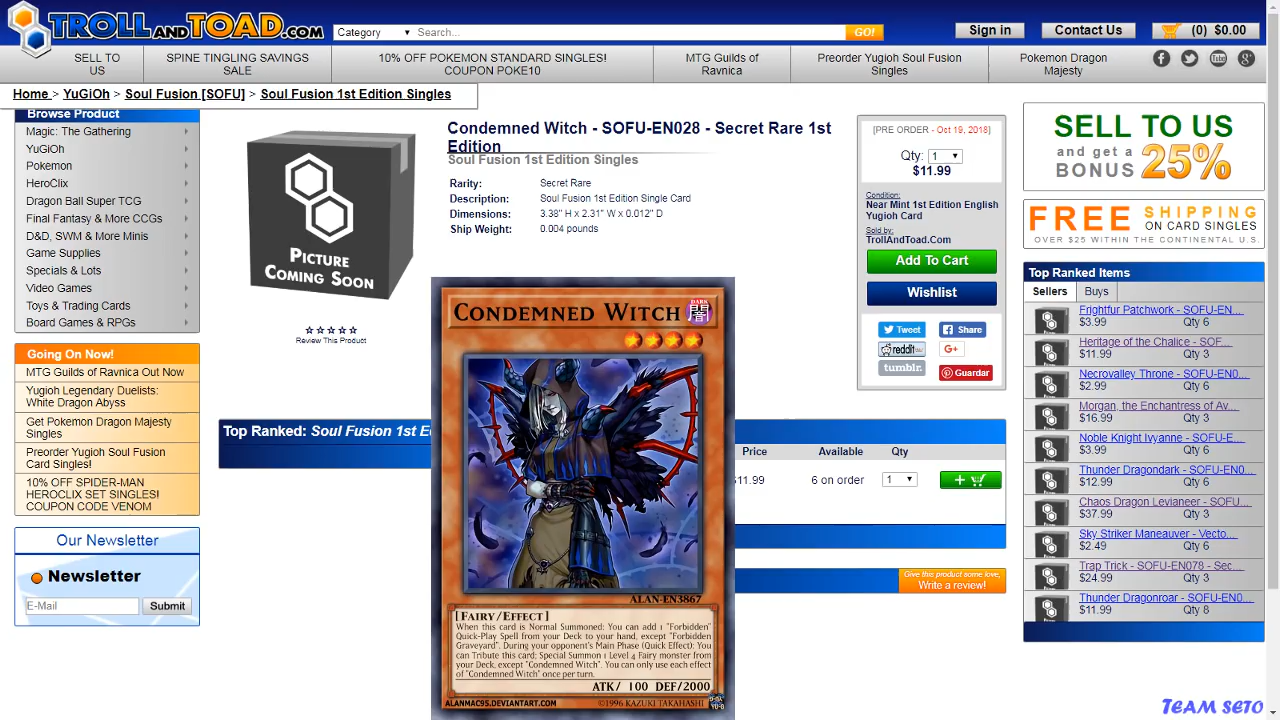 TROLL AND TOAD.COM
Category
Search...
GO!
Sign in
Contact Us
(0) $0.00
SELL TO
US
SPINE TINGLING SAVINGS
SALE
10% OFF POKEMON STANDARD SINGLES!
COUPON POKE10
MTG Guilds of
Ravnica
Preorder Yugioh Soul Fusion
Singles
Pokemon Dragon
Majesty
Home > YuGiOh > Soul Fusion [SOFU] > Soul Fusion 1st Edition Singles
Browse Product
Magic: The Gathering
YuGiOh
Pokemon
HeroClix
Dragon Ball Super TCG
Final Fantasy & More CCGs
D&D, SWM & More Minis
Game Supplies
Specials & Lots
Video Games
Toys & Trading Cards
Board Games & RPGs
Going On Now!
MTG Guilds of Ravnica Out Now
Yugioh Legendary Duelists:
White Dragon Abyss
Get Pokemon Dragon Majesty
Singles
Preorder Yugioh Soul Fusion
Card Singles!
10% OFF SPIDER-MAN
HEROCLIX SET SINGLES!
COUPON CODE VENOM
Our Newsletter
Newsletter
E-Mail
Submit
PICTURE
COMING SOON
Review This Product
Condemned Witch - SOFU-EN028 - Secret Rare 1st
Edition
Soul Fusion 1st Edition Singles
Rarity: Secret Rare
Description: Soul Fusion 1st Edition Single Card
Dimensions: 3.38" H x 2.31" W x 0.012" D
Ship Weight: 0.004 pounds
[PRE ORDER - Oct 19, 2018]
Qty: 1
$11.99
Condition:
Near Mint 1st Edition English
Yugioh Card
Sold by:
TrollAndToad.Com
Add To Cart
Wishlist
Tweet
Share
reddit
G+
tumblr.
Guardar
Top Ranked: Soul Fusion 1st E
Price Available Qty
$11.99 6 on order 1
Give this product some love,
Write a review!
CONDEMNED WITCH
DARK
闇
ALAN-EN3867
[FAIRY/EFFECT]
When this card is Normal Summoned: You can add 1 "Forbidden"
Quick-Play Spell from your Deck to your hand, except "Forbidden
Graveyard". During your opponent's Main Phase (Quick Effect): You
can Tribute this card; Special Summon 1 Level 4 Fairy monster from
your Deck, except "Condemned Witch". You can only use each effect
of "Condemned Witch" once per turn.
ATK/ 100 DEF/2000
ALANMAC95.DEVIANTART.COM
©1996 KAZUKI TAKAHASHI
SELL TO US
and get a
BONUS 25%
FREE SHIPPING
ON CARD SINGLES
OVER $25 WITHIN THE CONTINENTAL U.S.
Top Ranked Items
Sellers Buys
Frightfur Patchwork - SOFU-EN...
$3.99 Qty 6
Heritage of the Chalice - SOF...
$11.99 Qty 3
Necrovalley Throne - SOFU-EN0...
$2.99 Qty 6
Morgan, the Enchantress of Av...
$16.99 Qty 3
Noble Knight Ivyanne - SOFU-E...
$3.99 Qty 6
Thunder Dragondark - SOFU-EN0...
$12.99 Qty 6
Chaos Dragon Levianeer - SOFU...
$37.99 Qty 3
Sky Striker Maneuver - Vecto...
$2.49 Qty 6
Trap Trick - SOFU-EN078 - Sec...
$24.99 Qty 3
Thunder Dragonroar - SOFU-EN0...
$11.99 Qty 8
TEAM SETO